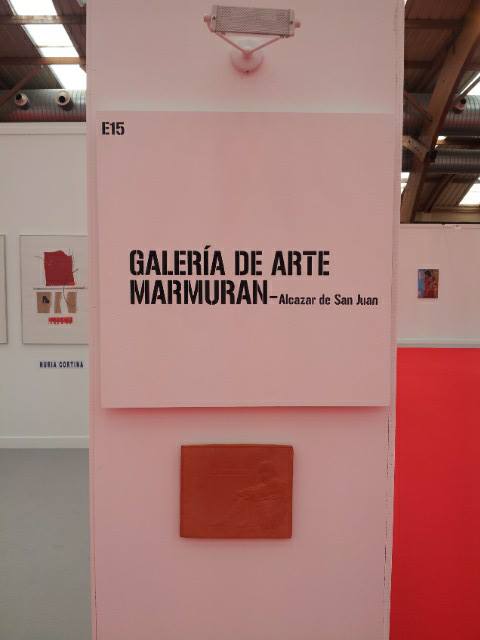 E15
GALERÍA DE ARTE
MARMURAN-Alcazar de San Juan
NURIA CORTINA